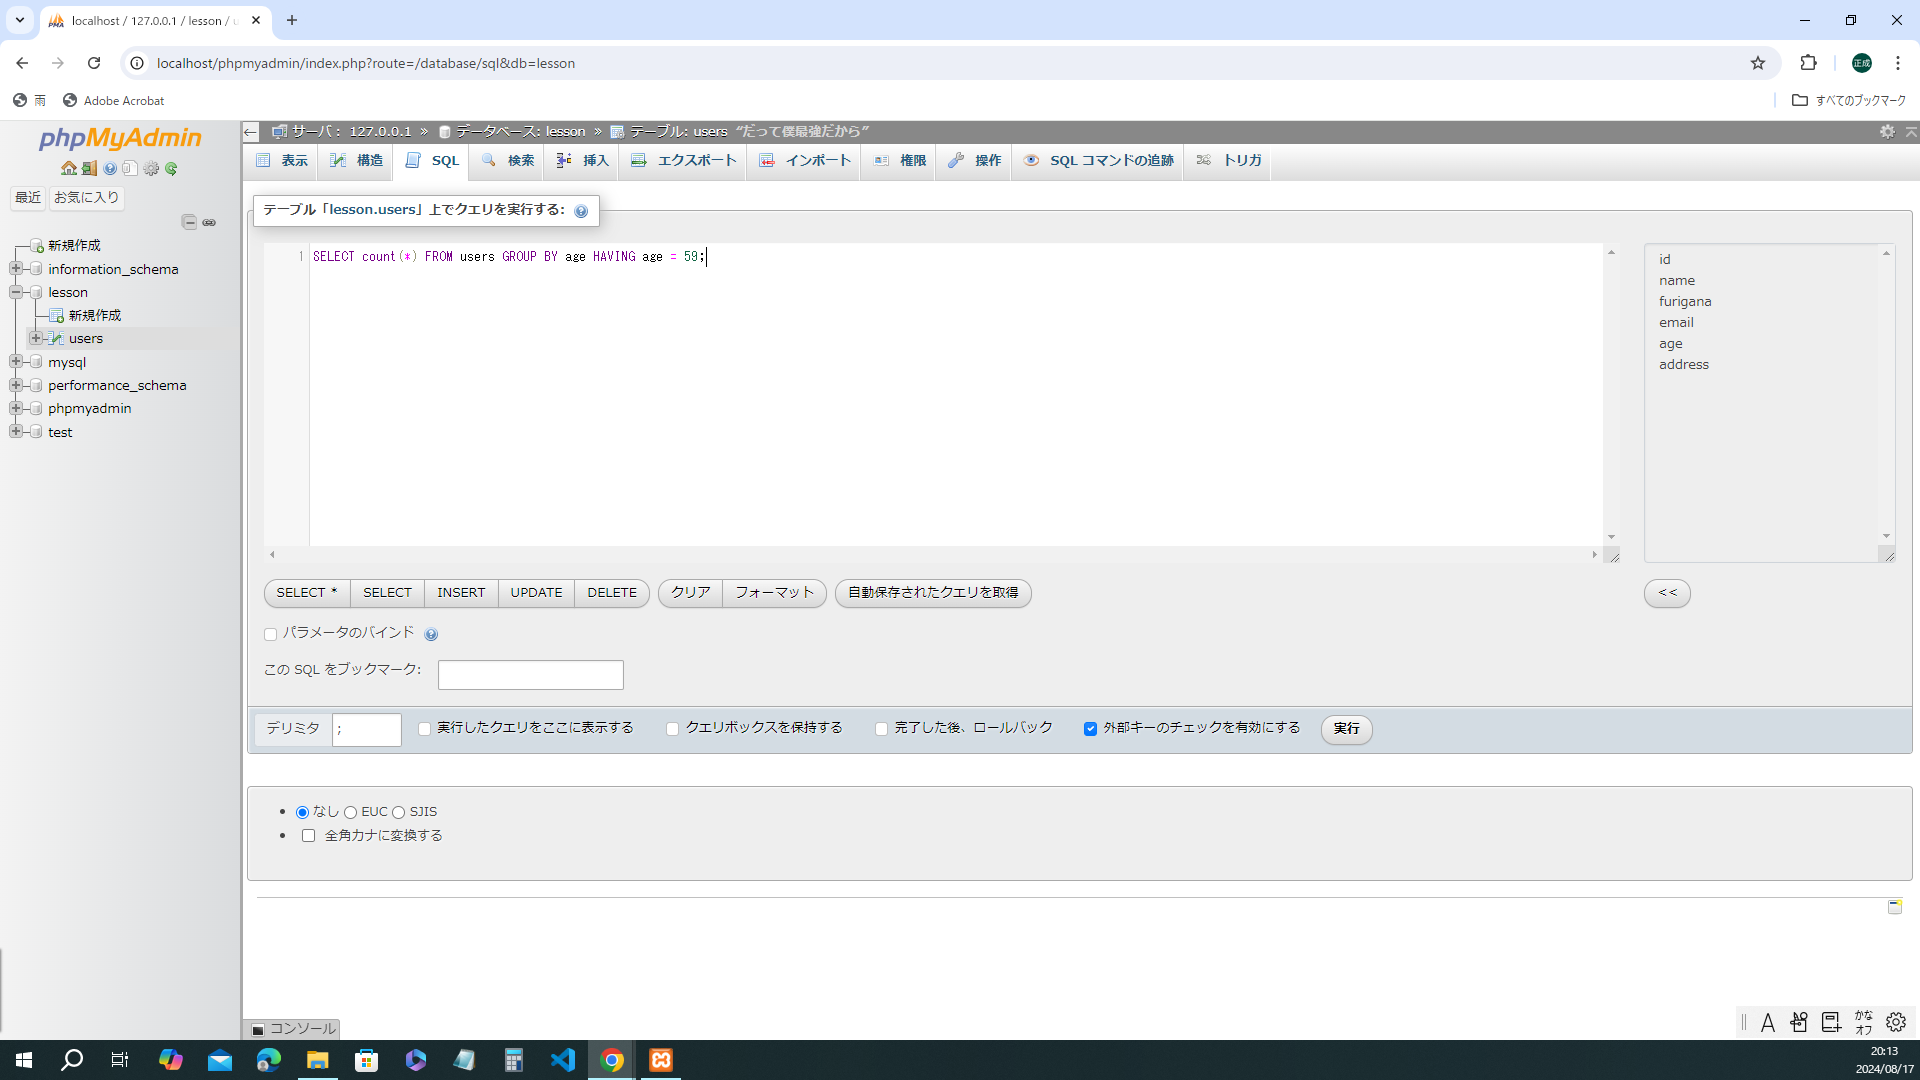 localhost / 127.0.0.1 / lesson / u
localhost/phpmyadmin/index.php?route=/database/sql&db=lesson
正成
雨
Adobe Acrobat
すべてのブックマーク
phpMyAdmin
最近
お気に入り
新規作成
information_schema
lesson
新規作成
users
mysql
performance_schema
phpmyadmin
test
サーバ: 127.0.0.1 » データベース: lesson » テーブル: users “だって僕最強だから”
表示 構造 SQL 検索 挿入 エクスポート インポート 権限 操作 SQL コマンドの追跡 トリガ
テーブル「lesson.users」上でクエリを実行する:
1 SELECT count(*) FROM users GROUP BY age HAVING age = 59;
id
name
furigana
email
age
address
SELECT * SELECT INSERT UPDATE DELETE クリア フォーマット 自動保存されたクエリを取得 <<
パラメータのバインド
この SQL をブックマーク:
デリミタ ; 実行したクエリをここに表示する クエリボックスを保持する 完了した後、ロールバック 外部キーのチェックを有効にする 実行
なし EUC SJIS
全角カナに変換する
コンソール
A かな
オフ
20:13
2024/08/17